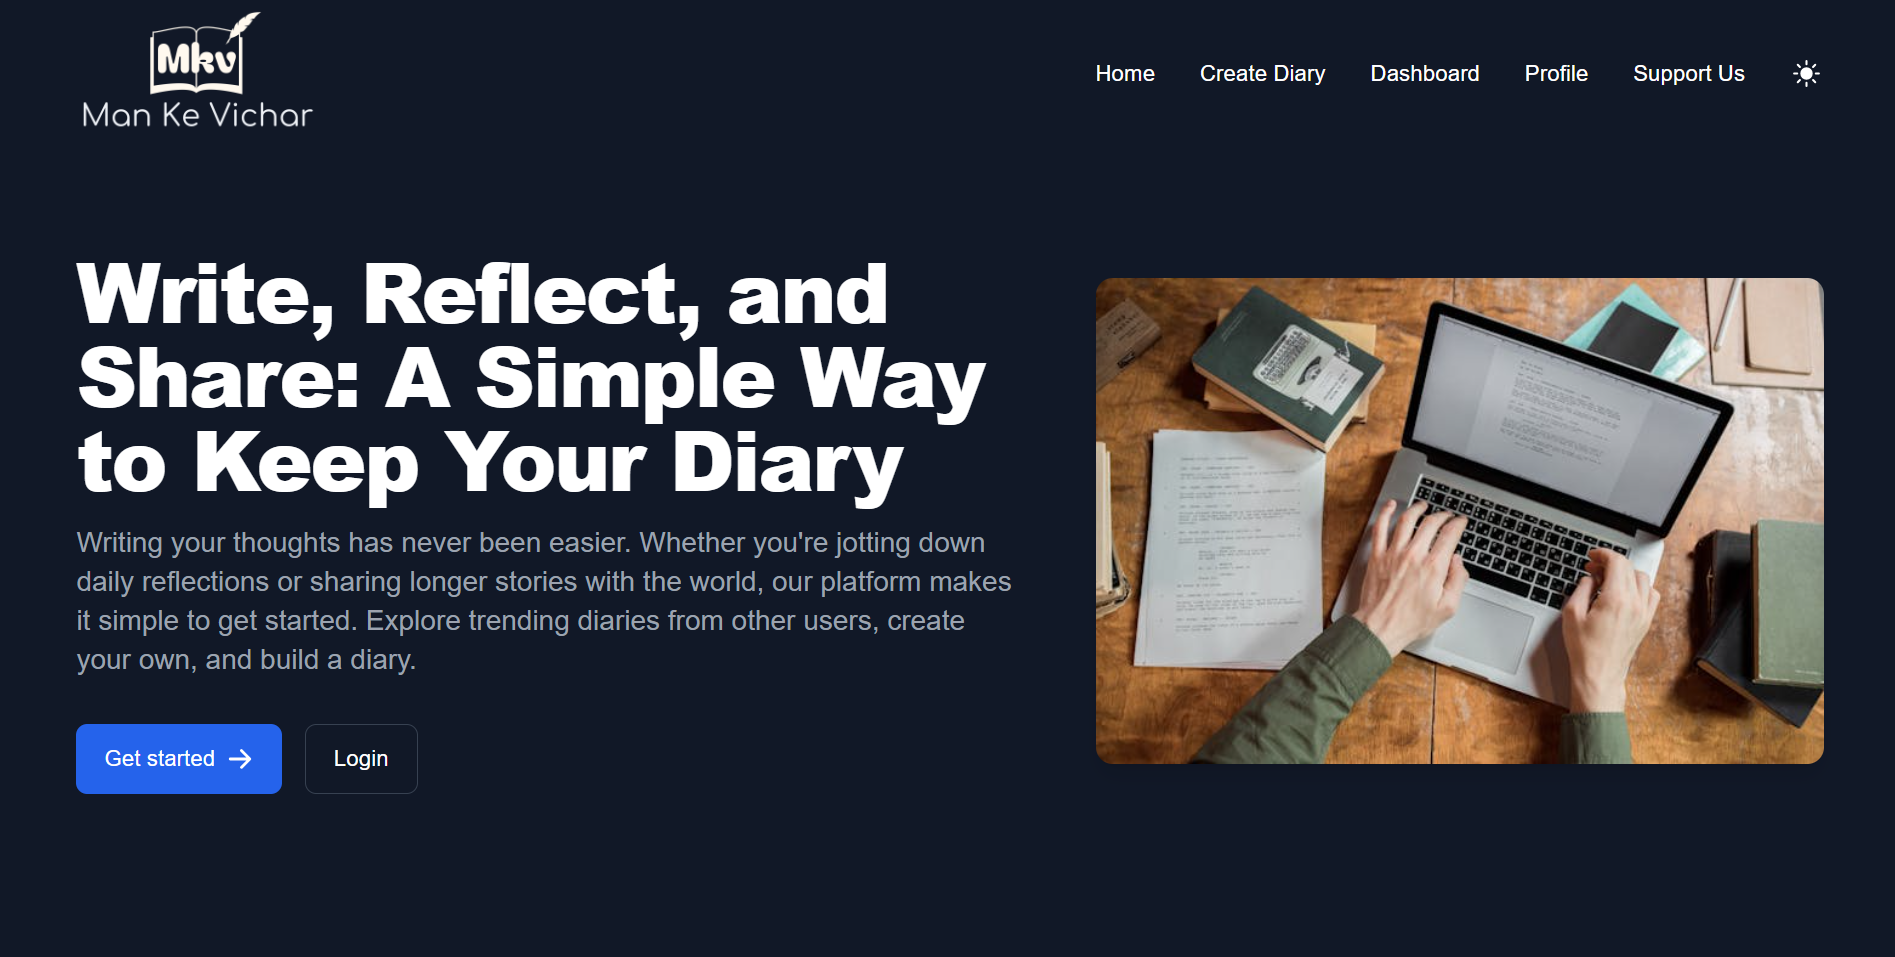 Mkv
Man Ke Vichar
Home Create Diary Dashboard Profile Support Us
Write, Reflect, and
Share: A Simple Way
to Keep Your Diary
Writing your thoughts has never been easier. Whether you're jotting down
daily reflections or sharing longer stories with the world, our platform makes
it simple to get started. Explore trending diaries from other users, create
your own, and build a diary.
Get started Login